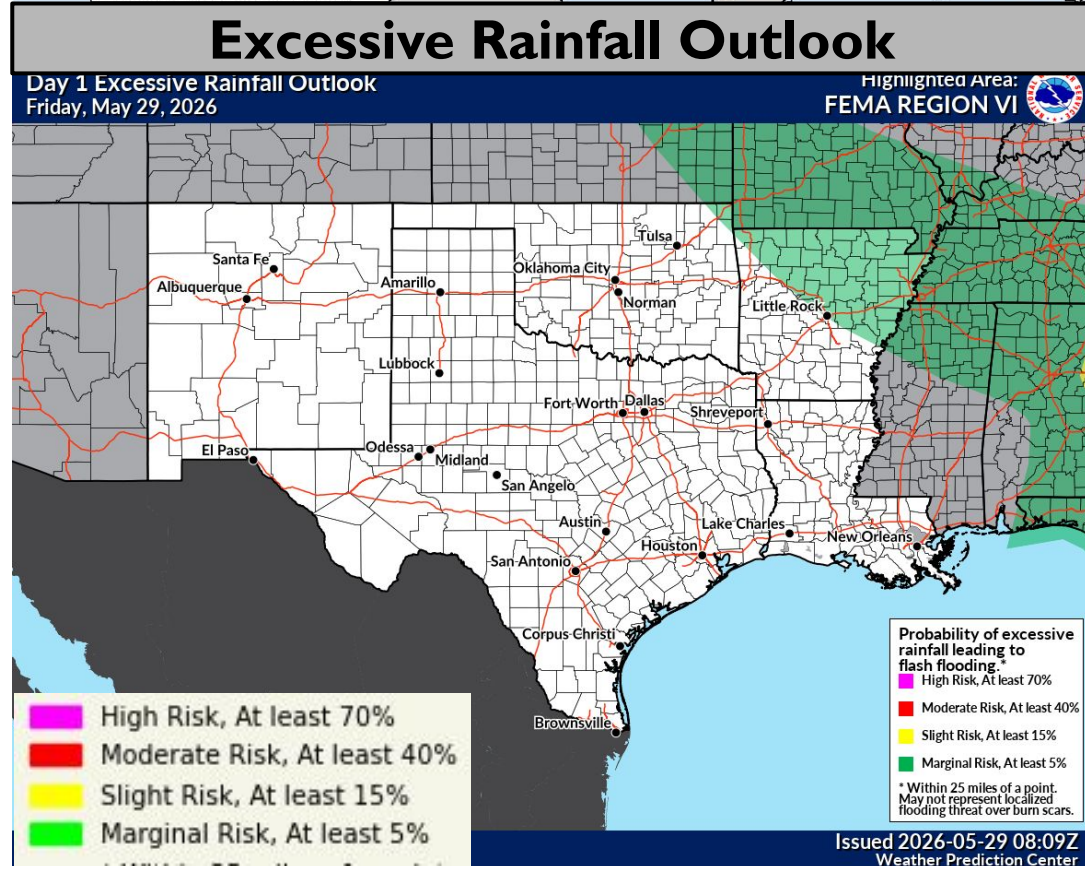 Excessive Rainfall Outlook
Day 1 Excessive Rainfall Outlook
Friday, May 29, 2026
Highlighted Area:
FEMA REGION VI
Tulsa
Santa Fe
Oklahoma City
Albuquerque
Amarillo
Norman
Little Rock
Lubbock
Fort Worth
Dallas
Shreveport
El Paso
Odessa
Midland
San Angelo
Austin
Lake Charles
New Orleans
Houston
San Antonio
Corpus Christi
Brownsville
Probability of excessive
rainfall leading to
flash flooding.*
High Risk, At least 70%
Moderate Risk, At least 40%
Slight Risk, At least 15%
Marginal Risk, At least 5%
* Within 25 miles of a point.
May not represent localized
flooding threat over burn scars.
High Risk, At least 70%
Moderate Risk, At least 40%
Slight Risk, At least 15%
Marginal Risk, At least 5%
Issued 2026-05-29 08:09Z
Weather Prediction Center